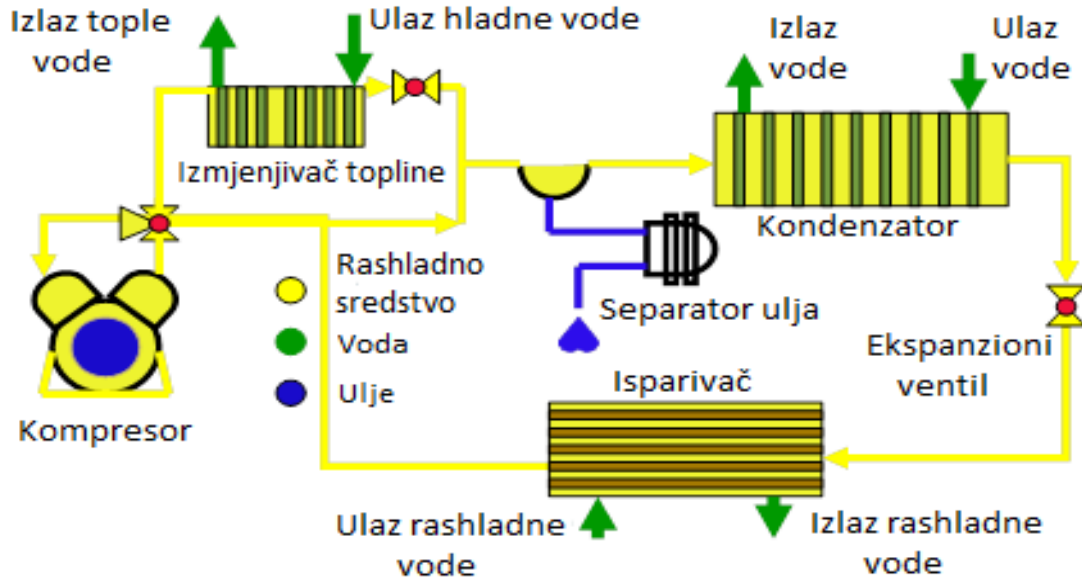 Izlaz tople
vode
Ulaz hladne vode
Izlaz
vode
Ulaz
vode
Izmjenjivač topline
Kondenzator
Rashladno
sredstvo
Voda
Ulje
Separator ulja
Ekspanzioni
ventil
Kompresor
Isparivač
Ulaz rashladne
vode
Izlaz rashladne
vode